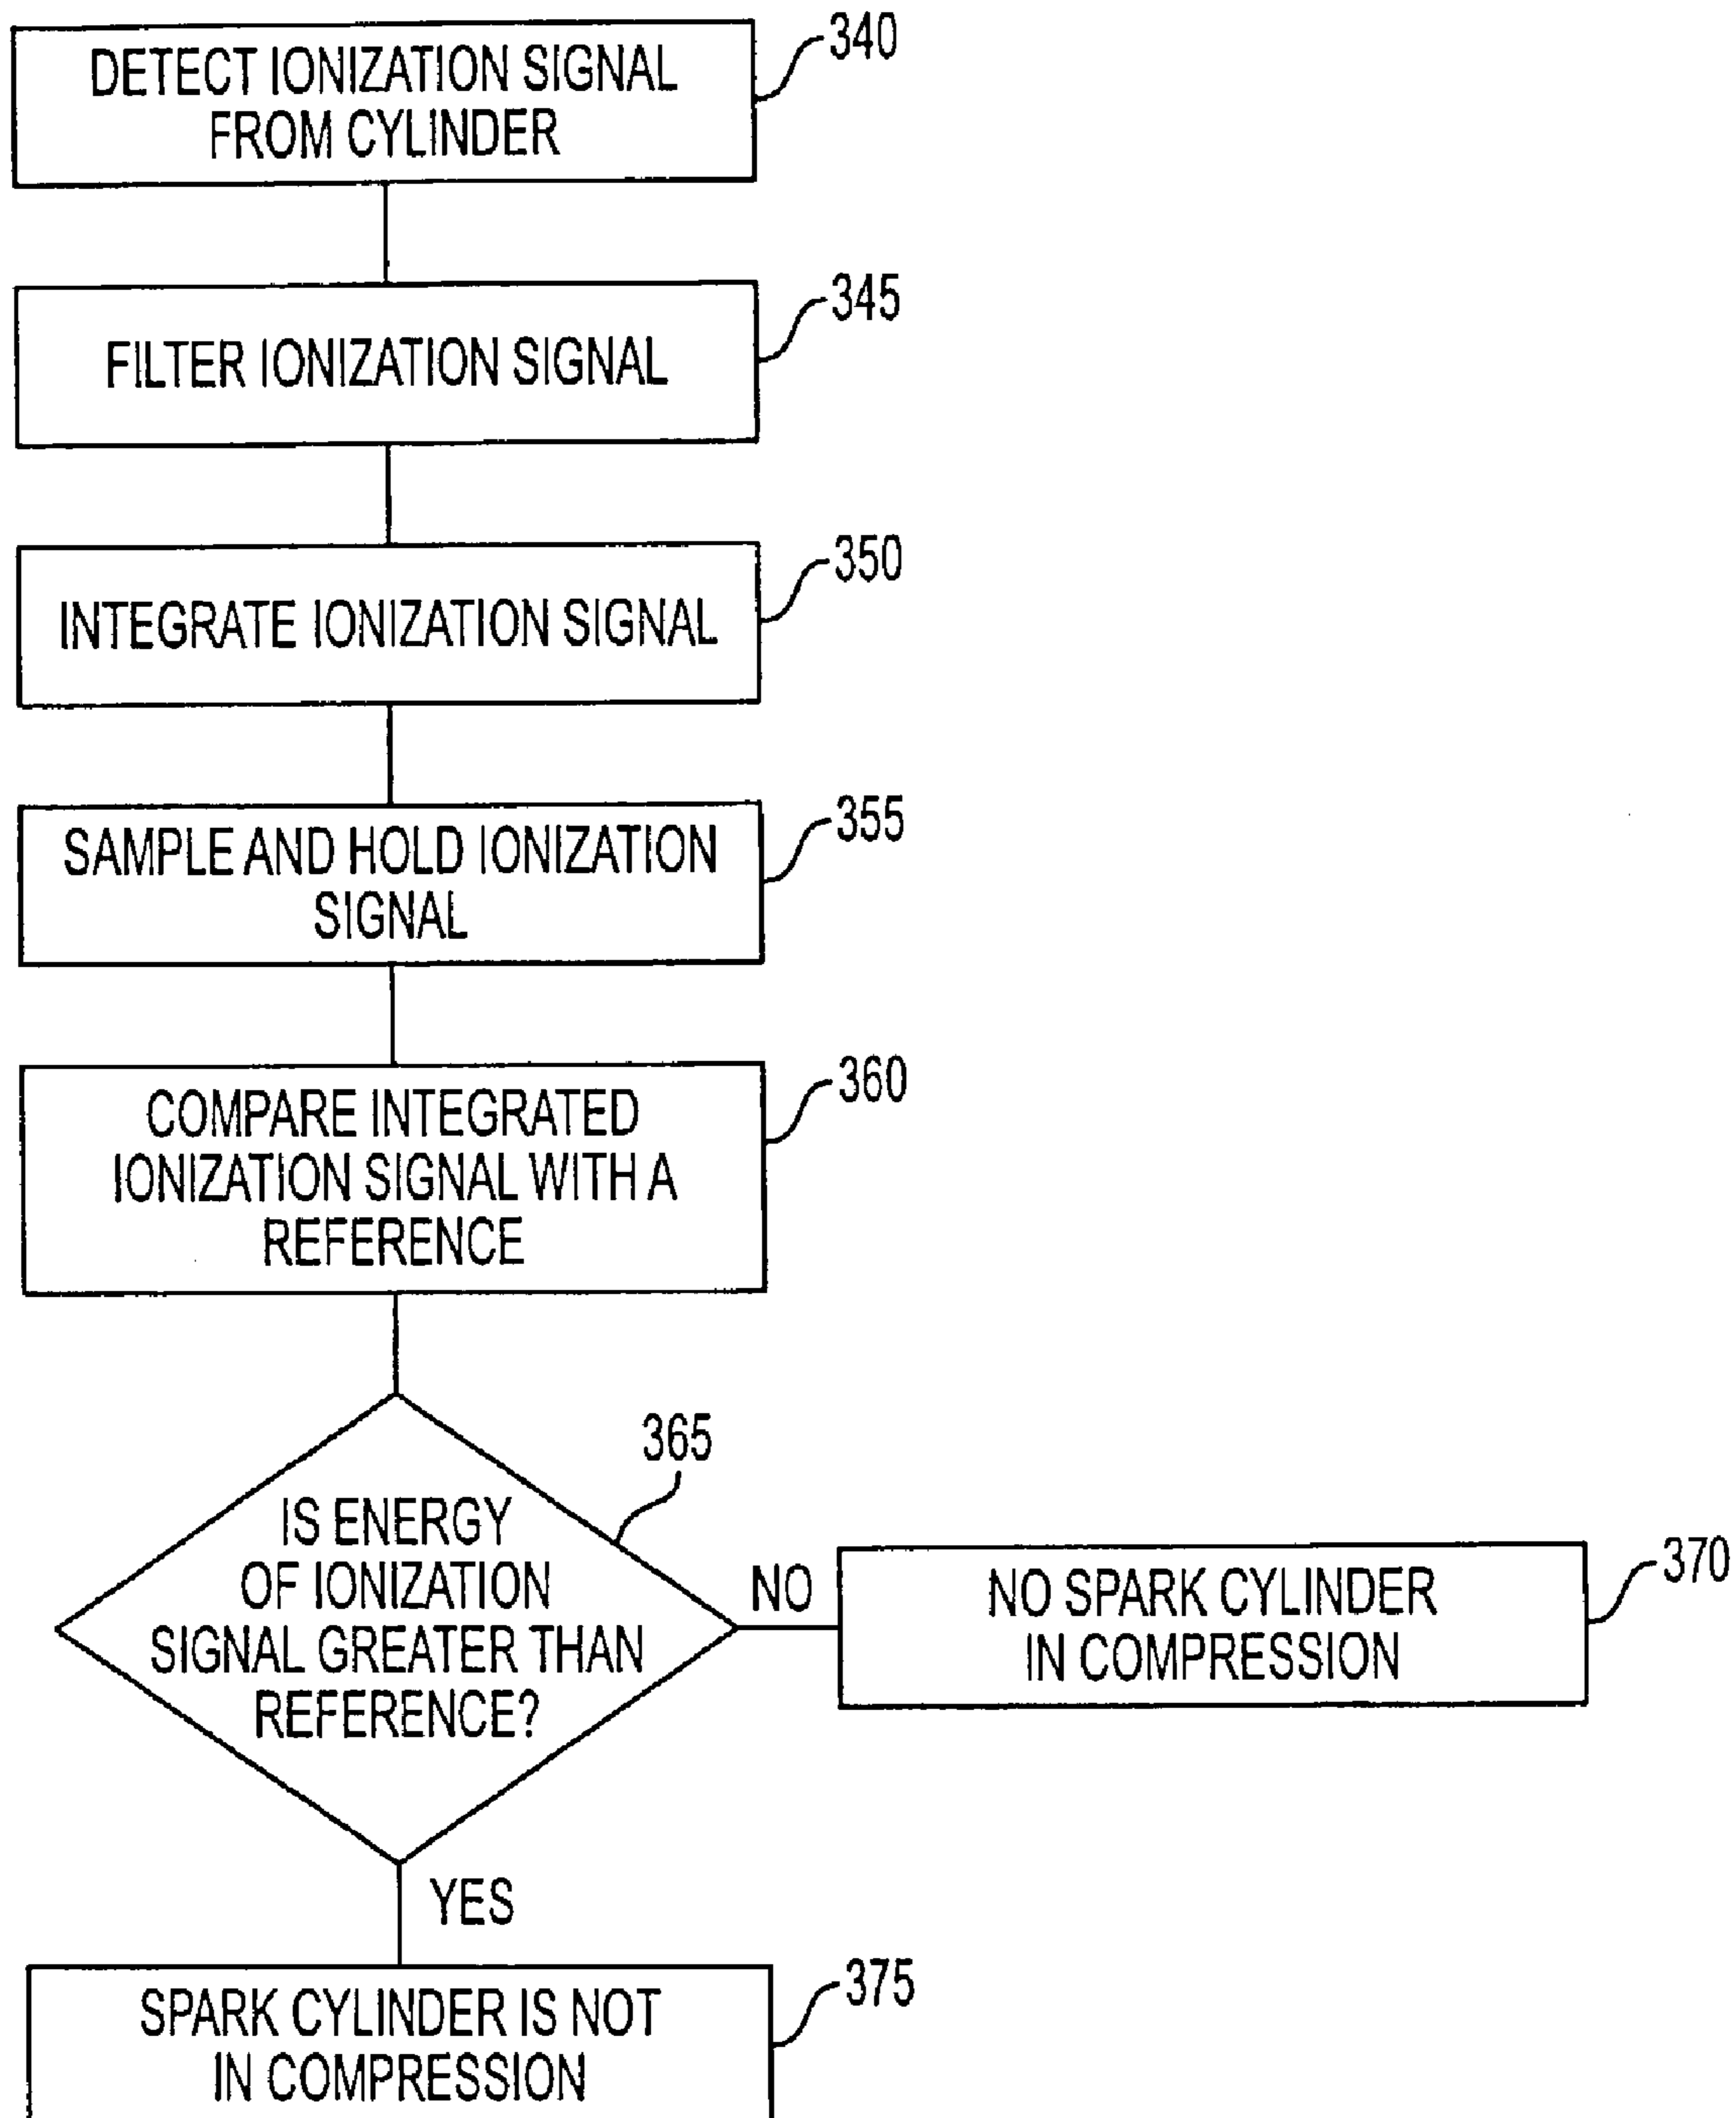 DETECT IONIZATION SIGNAL
FROM CYLINDER
340
FILTER IONIZATION SIGNAL
345
INTEGRATE IONIZATION SIGNAL
350
SAMPLE AND HOLD IONIZATION
SIGNAL
355
COMPARE INTEGRATED
IONIZATION SIGNAL WITH A
REFERENCE
360
IS ENERGY
OF IONIZATION
SIGNAL GREATER THAN
REFERENCE?
365
NO
NO SPARK CYLINDER
IN COMPRESSION
370
YES
SPARK CYLINDER IS NOT
IN COMPRESSION
375